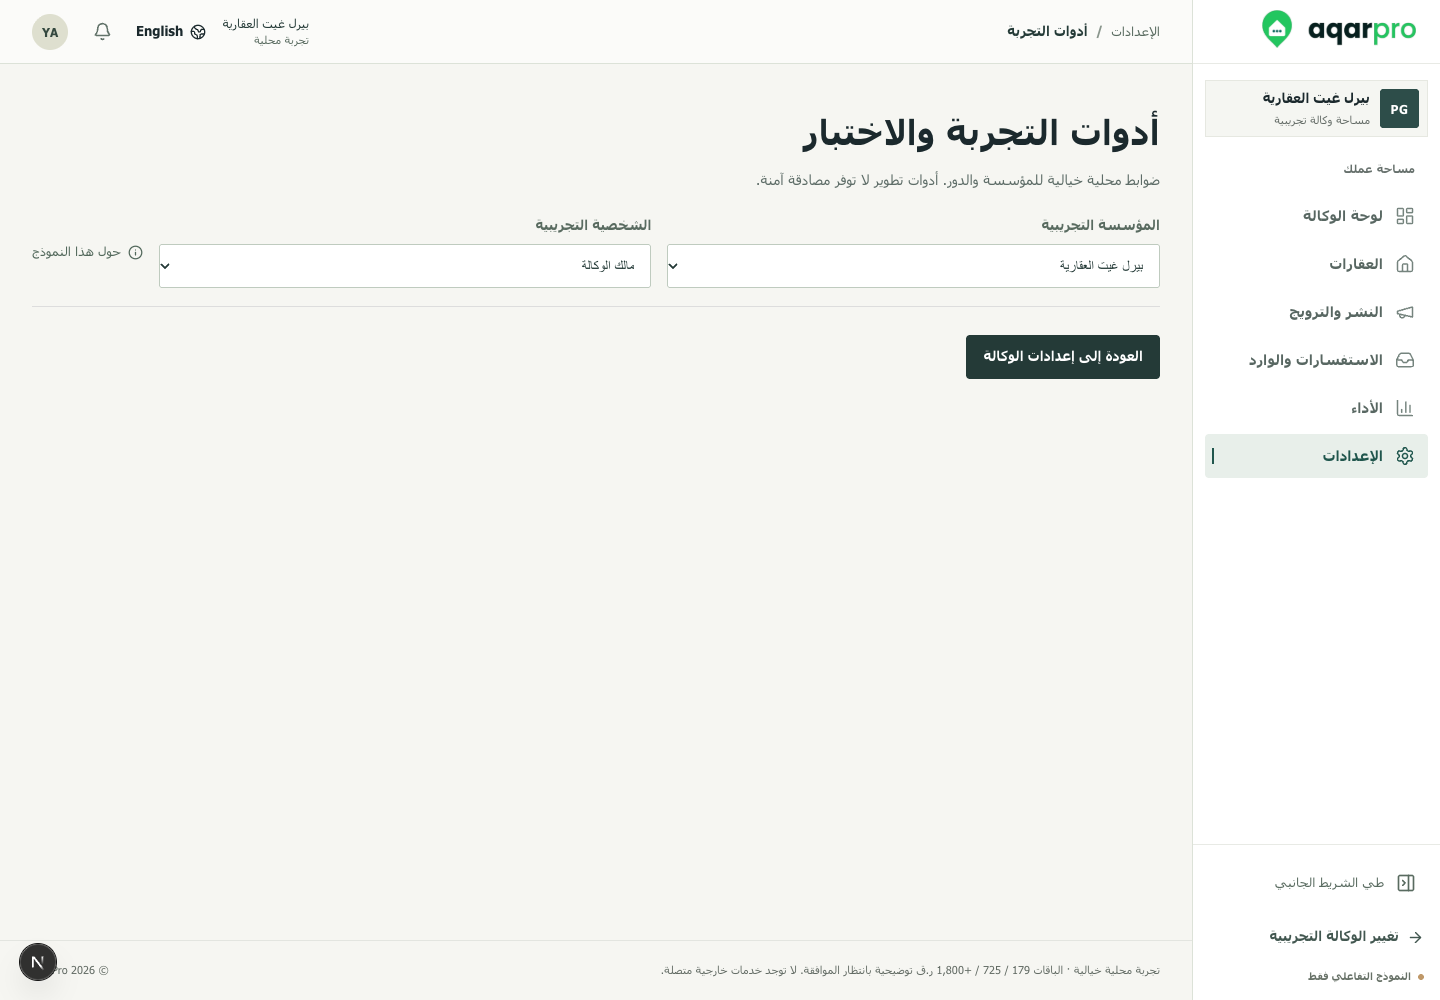 aqarpro
PG
بيرل غيت العقارية
مساحة وكالة تجريبية
مساحة عملك
لوحة الوكالة
العقارات
النشر والترويج
الاستفسارات والوارد
الأداء
الإعدادات
طي الشريط الجانبي
تغيير الوكالة التجريبية
النموذج التفاعلي فقط
الإعدادات / أدوات التجربة
بيرل غيت العقارية
تجربة محلية
English
YA
أدوات التجربة والاختبار
ضوابط محلية خيالية للمؤسسة والدور. أدوات تطوير لا توفر مصادقة آمنة.
المؤسسة التجريبية
بيرل غيت العقارية
الشخصية التجريبية
مالك الوكالة
حول هذا النموذج
العودة إلى إعدادات الوكالة
تجربة محلية خيالية · الباقات 179 / 725 / 1,800+ ر.ق توضيحية بانتظار الموافقة. لا توجد خدمات خارجية متصلة.
© 2026
N